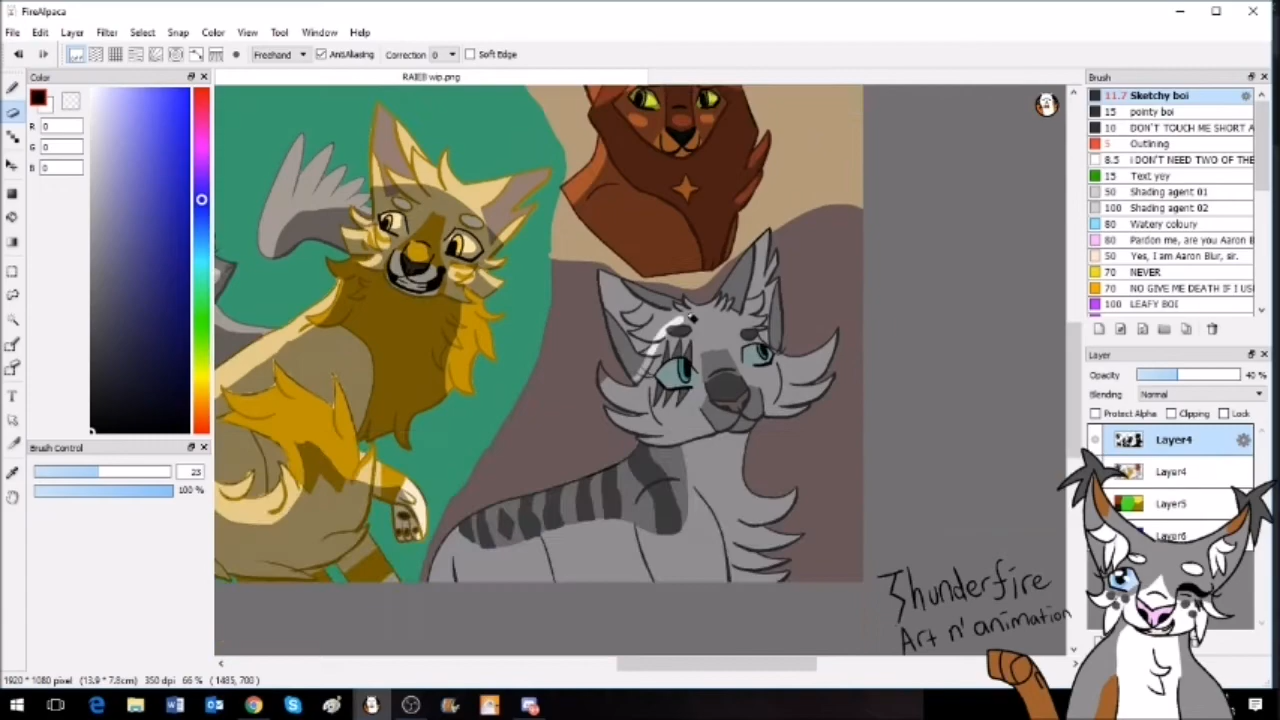 FireAlpaca
File Edit Layer Filter Select Snap Color View Tool Window Help
Freehand AntiAliasing Correction 0 Soft Edge
Color
wip.png
Brush
R 0
G 0
B 0
11.7 Sketchy boi
15 pointy boi
10 DON'T TOUCH ME SHORT A
5 Outlining
8.5 I DON'T NEED TWO OF THE
15 Text yey
50 Shading agent 01
100 Shading agent 02
80 Watery coloury
80 Pardon me, are you Aaron B
50 Yes, I am Aaron Blur, sir.
70 NEVER
70 NO GIVE ME DEATH IF I US
100 LEAFY BOI
Layer
Opacity 40 %
Blending Normal
Protect Alpha Clipping Lock
Layer4
Layer4
Layer5
Layer6
Brush Control
23
100 %
Thunderfire
Art n' animation
1920 * 1080 pixel (13.9 * 7.8cm) 350 dpi 66 % (1485, 700)